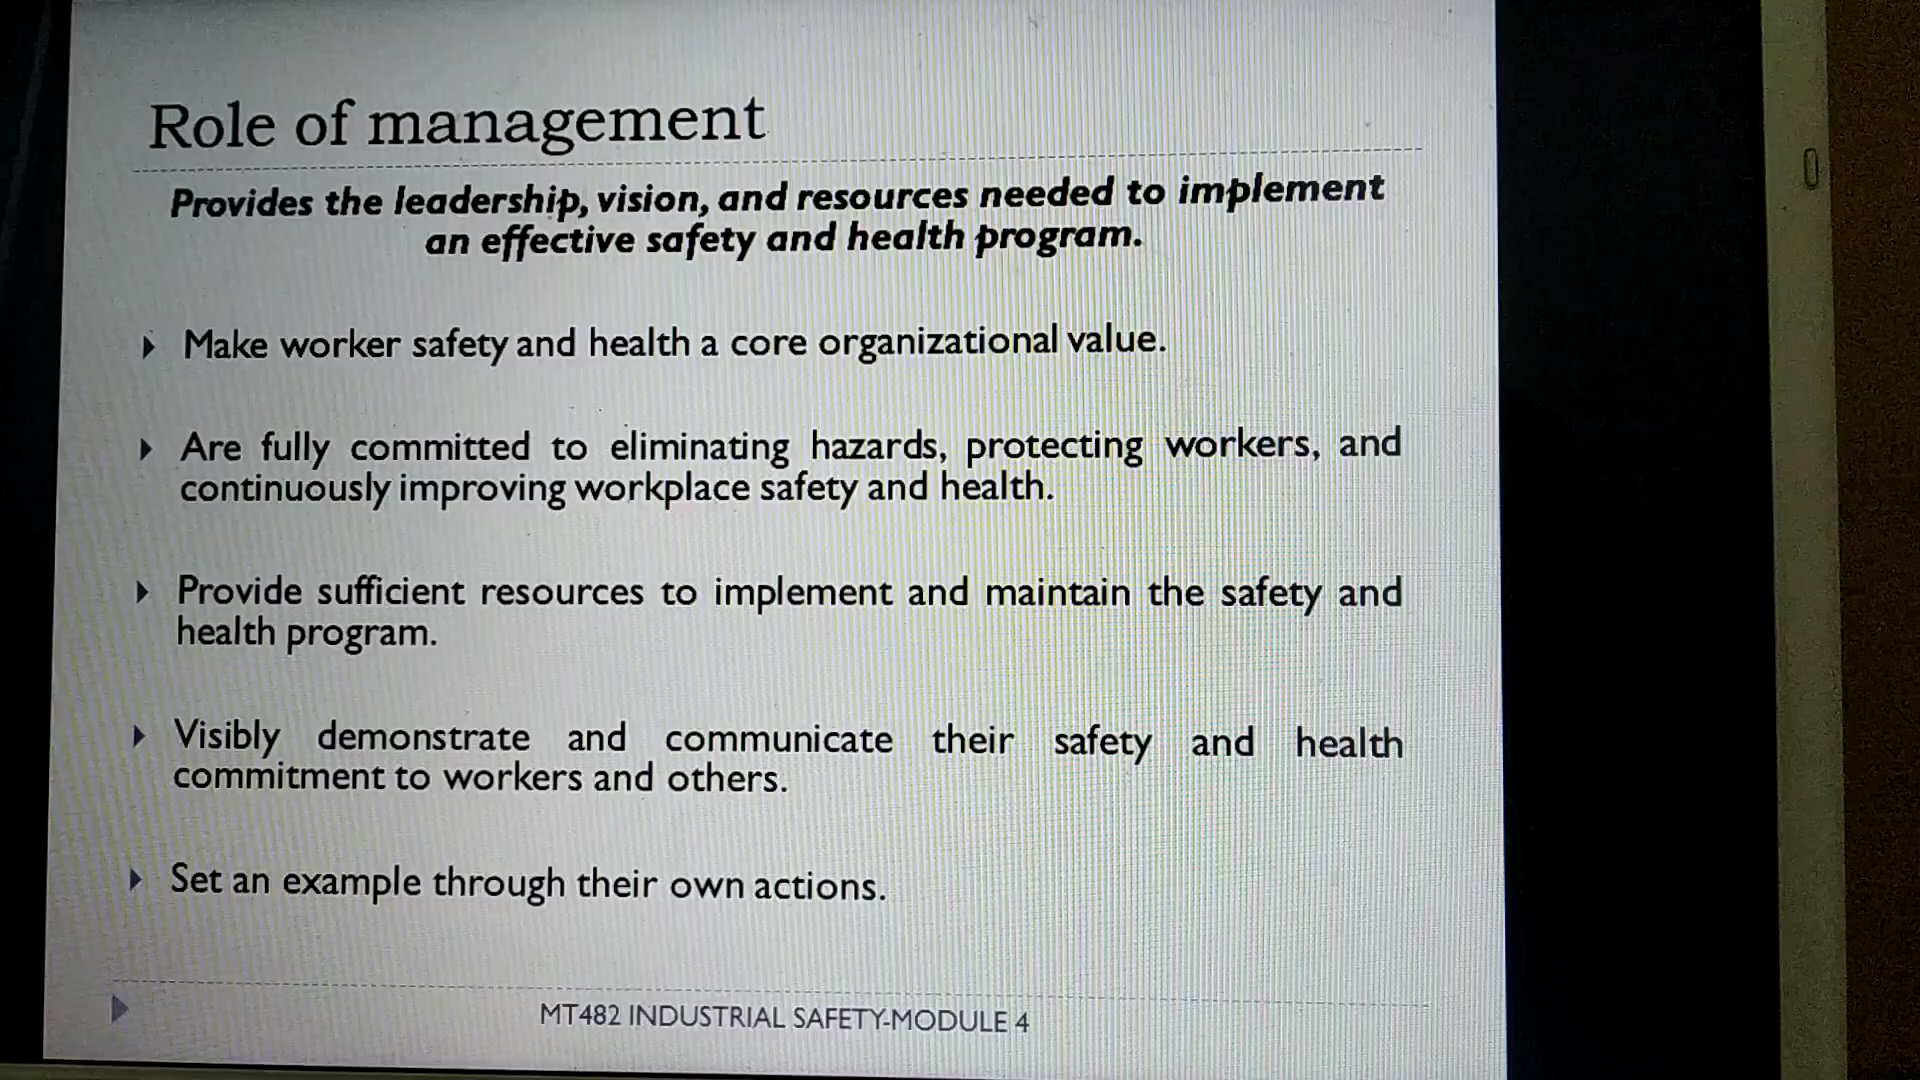 Role of management
Provides the leadership, vision, and resources needed to implement
an effective safety and health program.
Make worker safety and health a core organizational value.
Are fully committed to eliminating hazards, protecting workers, and
continuously improving workplace safety and health.
Provide sufficient resources to implement and maintain the safety and
health program.
Visibly demonstrate and communicate their safety and health
commitment to workers and others.
Set an example through their own actions.
MT482 INDUSTRIAL SAFETY-MODULE 4